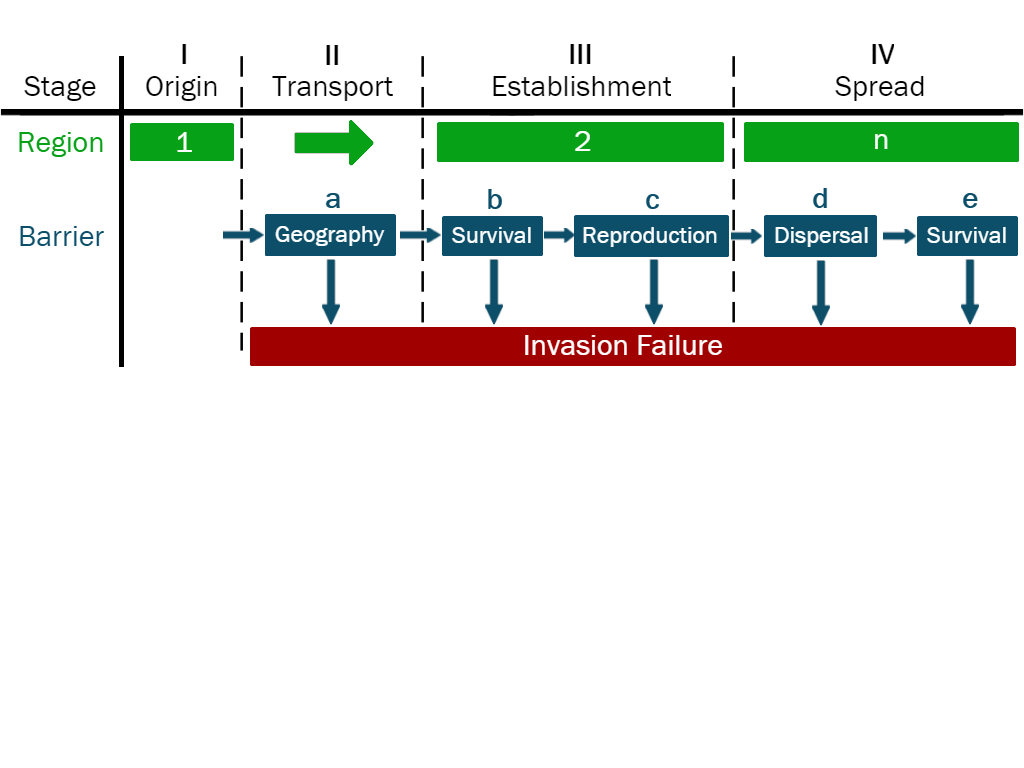 I II III IV
Stage Origin Transport Establishment Spread
Region 1 2 n
a b c d e
Barrier Geography Survival Reproduction Dispersal Survival
Invasion Failure